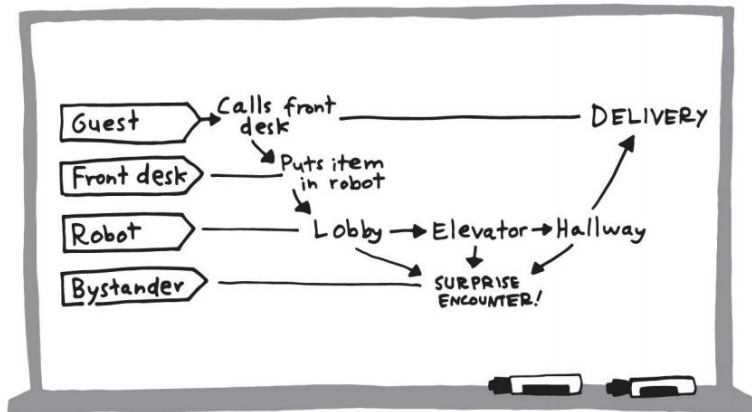 Guest
Calls front
desk
DELIVERY
Front desk
Puts item
in robot
Robot
Lobby
Elevator
Hallway
Bystander
SURPRISE
ENCOUNTER!